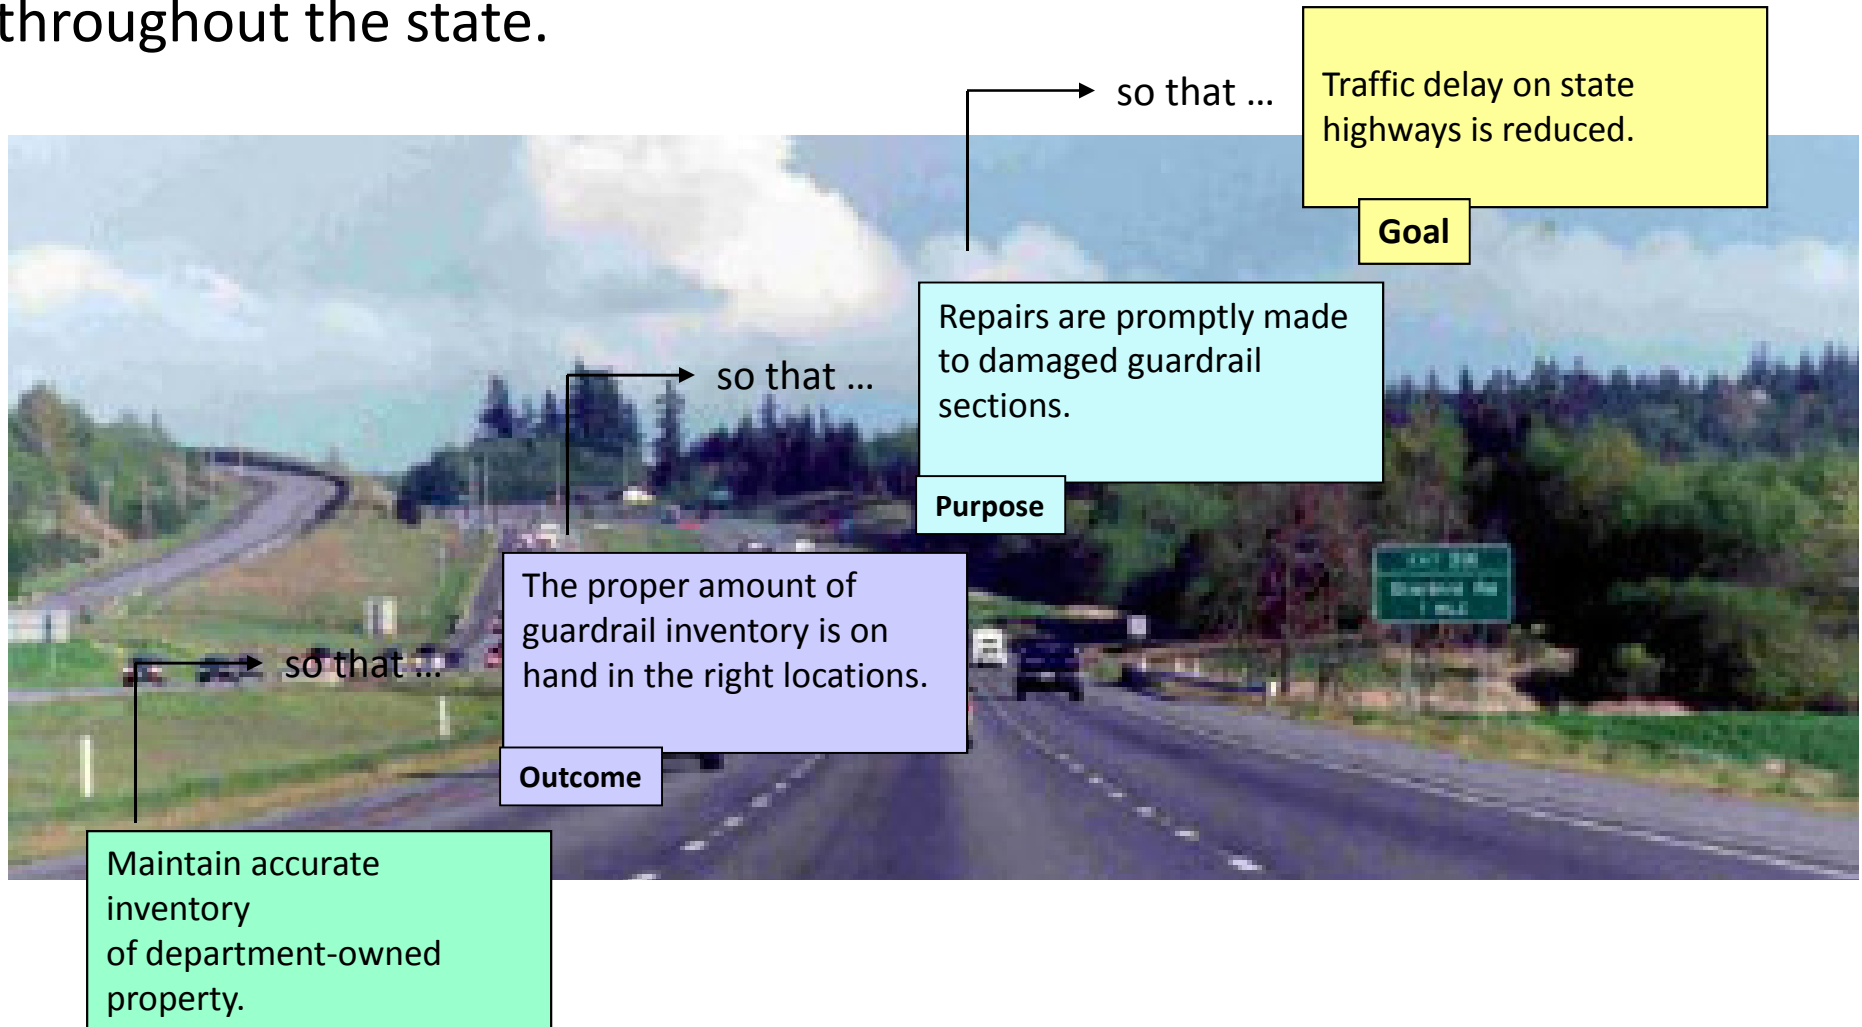 throughout the state.
so that ...
Traffic delay on state
highways is reduced.
Goal
so that ...
Repairs are promptly made
to damaged guardrail
sections.
Purpose
so that ...
The proper amount of
guardrail inventory is on
hand in the right locations.
Outcome
Maintain accurate
inventory
of department-owned
property.